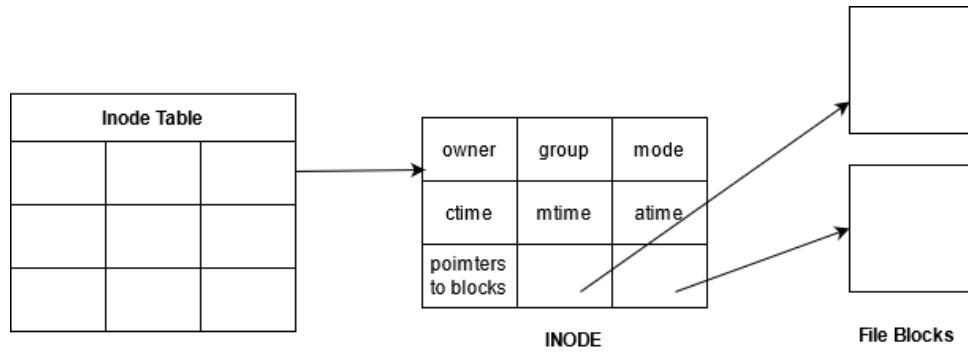 Inode Table
owner group mode
ctime mtime atime
poimters
to blocks
INODE
File Blocks